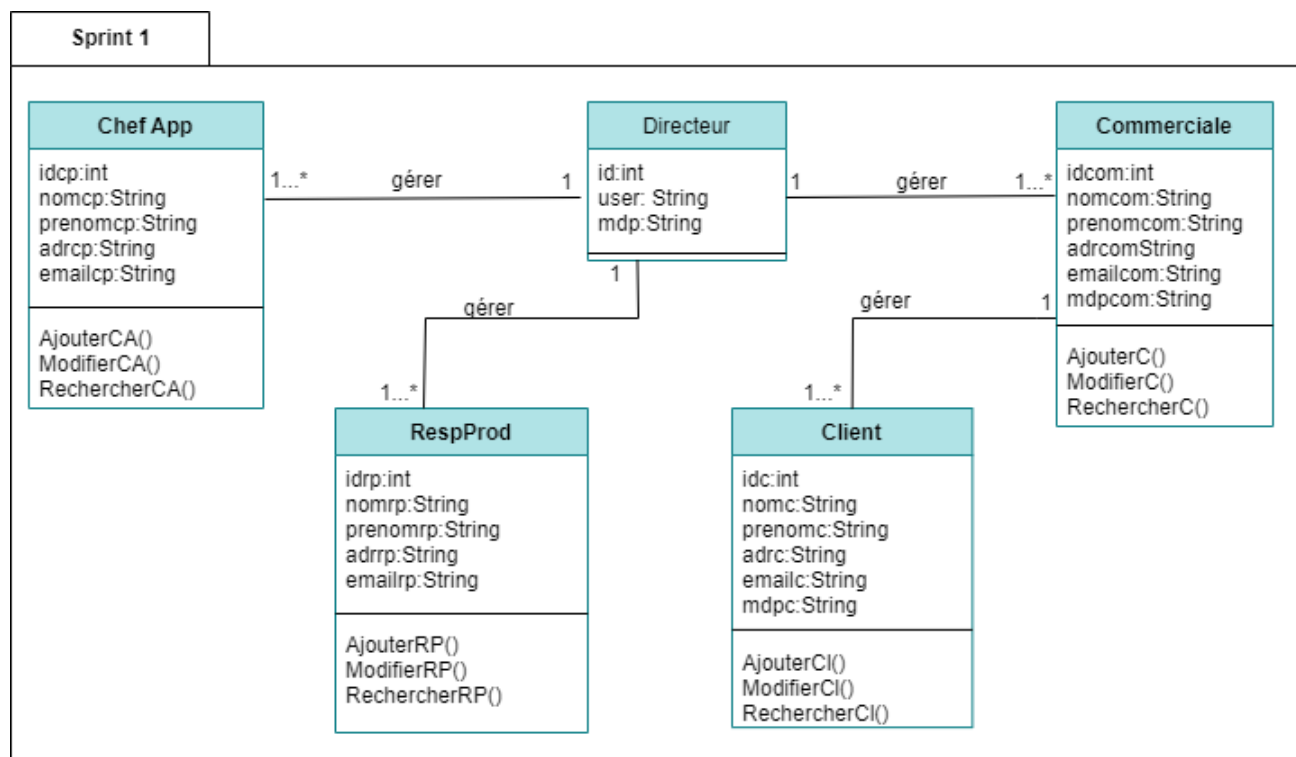 Sprint 1
Chef App
idcp:int
nomcp:String
prenomcp:String
adrcp:String
emailcp:String
AjouterCA()
ModifierCA()
RechercherCA()
1...*
gérer
1
Directeur
id:int
user: String
mdp:String
1
gérer
1...*
Commerciale
idcom:int
nomcom:String
prenomcom:String
adrcomString
emailcom:String
mdpcom:String
AjouterC()
ModifierC()
RechercherC()
1
gérer
1...*
RespProd
idrp:int
nomrp:String
prenomrp:String
adrrp:String
emailrp:String
AjouterRP()
ModifierRP()
RechercherRP()
gérer
1
1...*
Client
idc:int
nomc:String
prenomc:String
adrc:String
emailc:String
mdpc:String
AjouterCl()
ModifierCl()
RechercherCl()